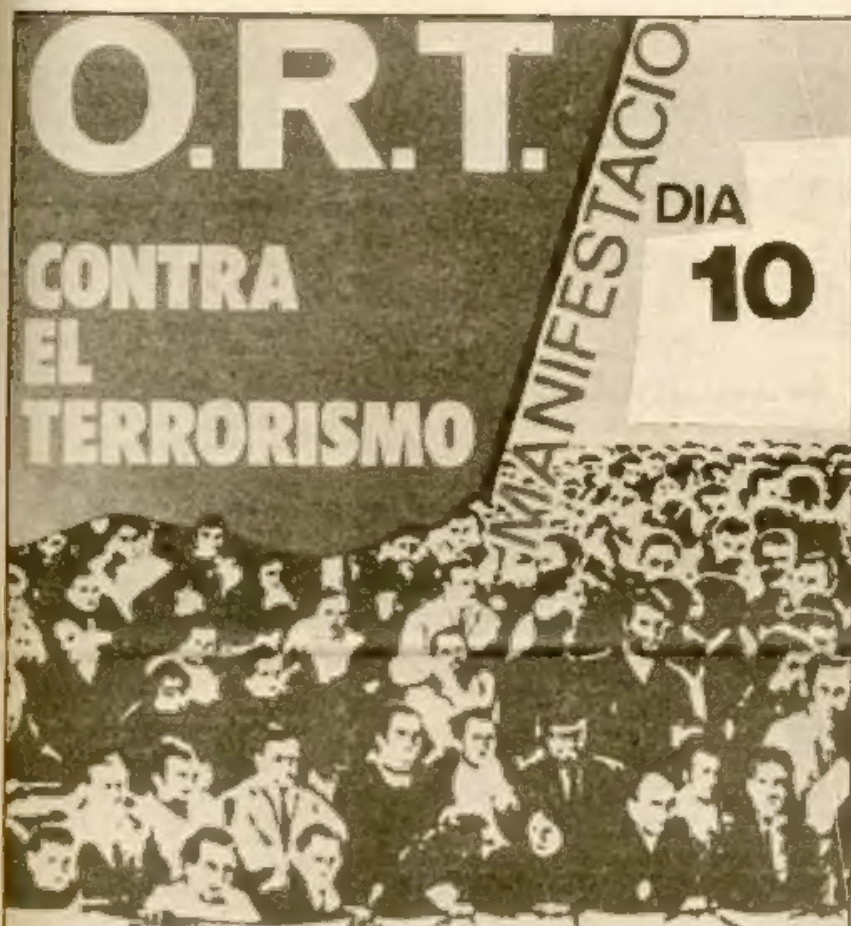 O.R.T.
CONTRA
EL
TERRORISMO
MANIFESTACIO
DIA
10